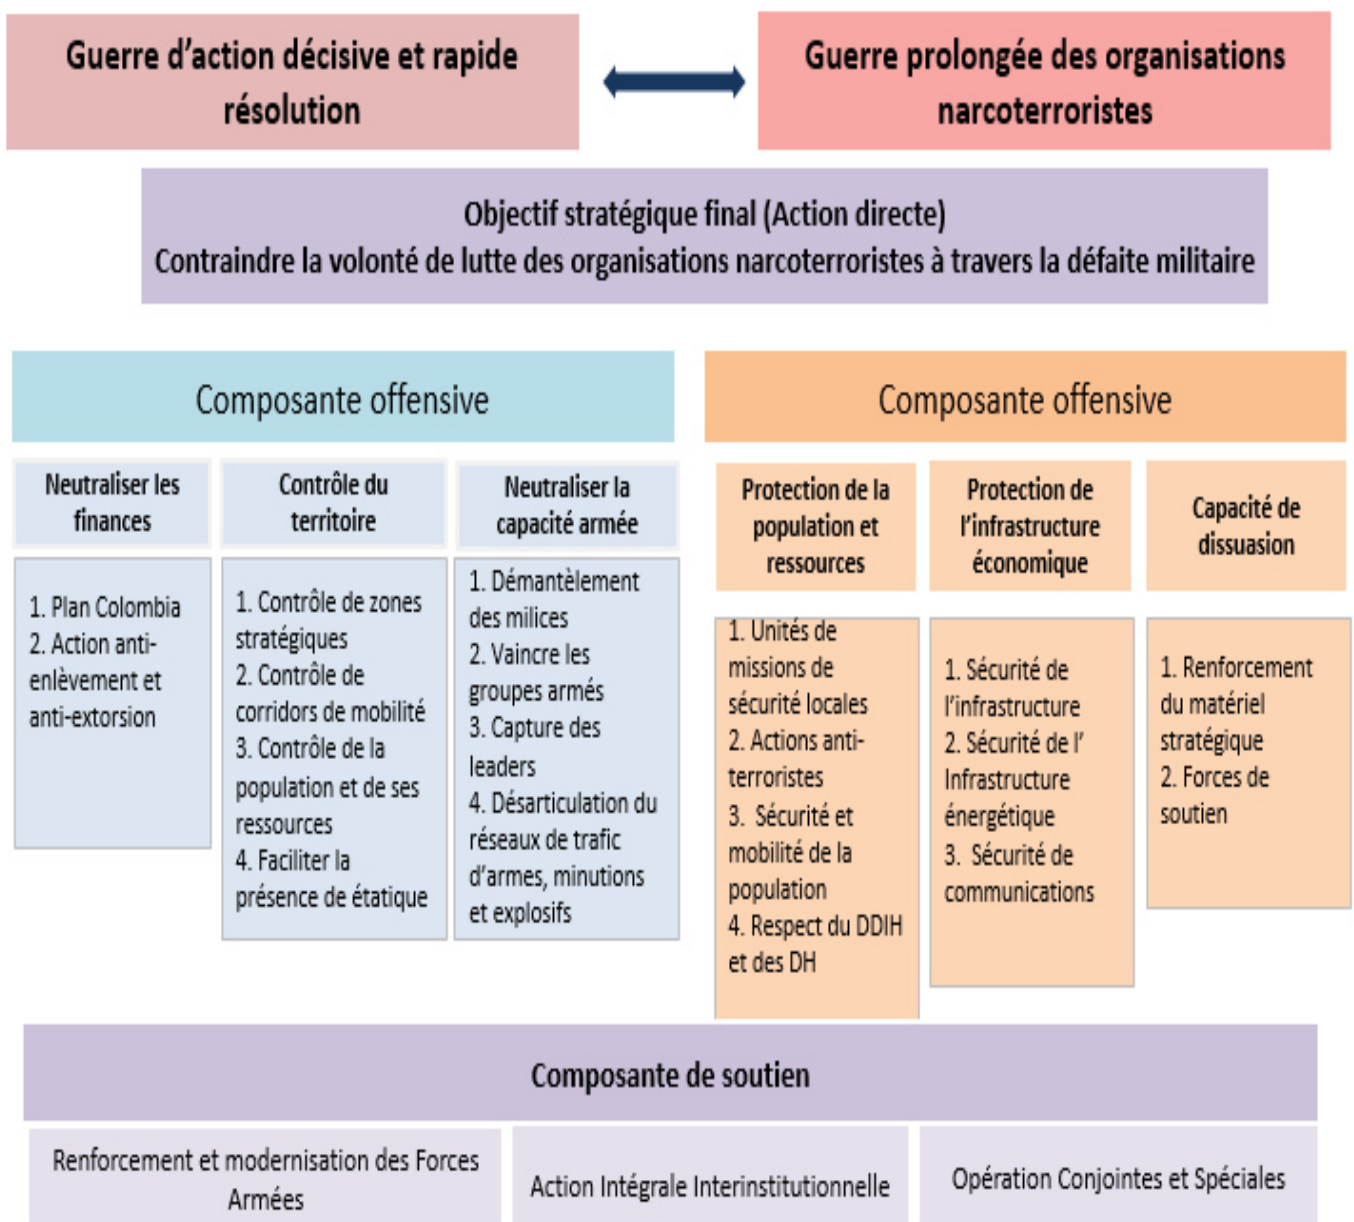 Guerre d'action décisive et rapide
résolution
Guerre prolongée des organisations
narcoterroristes
Objectif stratégique final (Action directe)
Contraindre la volonté de lutte des organisations narcoterroristes à travers la défaite militaire
Composante offensive
Neutraliser les
finances
1. Plan Colombia
2. Action anti-
enlèvement et
anti-extorsion
Contrôle du
territoire
1. Contrôle de zones
stratégiques
2. Contrôle de
corridors de mobilité
3. Contrôle de la
population et de ses
ressources
4. Faciliter la
présence de étatique
Neutraliser la
capacité armée
1. Démantèlement
des milices
2. Vaincre les
groupes armés
3. Capture des
leaders
4. Désarticulation du
réseaux de trafic
d'armes, minutions
et explosifs
Composante offensive
Protection de la
population et
ressources
1. Unités de
missions de
sécurité locales
2. Actions anti-
terroristes
3. Sécurité et
mobilité de la
population
4. Respect du DDIH
et des DH
Protection de
l'infrastructure
économique
1. Sécurité de
l'infrastructure
2. Sécurité de l'
Infrastructure
énergétique
3. Sécurité de
communications
Capacité de
dissuasion
1. Renforcement
du matériel
stratégique
2. Forces de
soutien
Composante de soutien
Renforcement et modernisation des Forces
Armées
Action Intégrale Interinstitutionnelle
Opération Conjointes et Spéciales